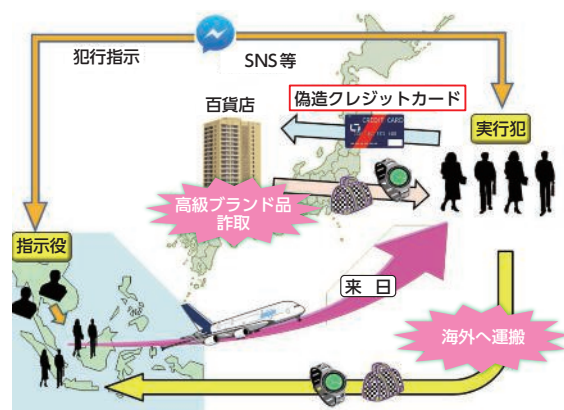 犯行指示
SNS等
百貨店
偽造クレジットカード
CREDIT CARD
実行犯
高級ブランド品
詐取
指示役
来 日
海外へ運搬